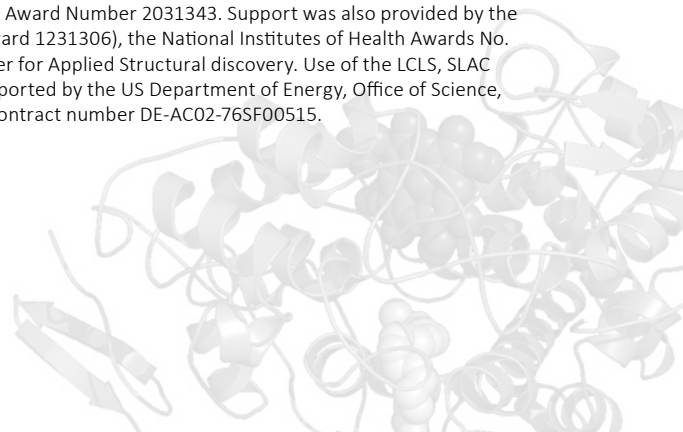 Award Number 2031343. Support was also provided by the
ard 1231306), the National Institutes of Health Awards No.
er for Applied Structural discovery. Use of the LCLS, SLAC
ported by the US Department of Energy, Office of Science,
ontract number DE-AC02-76SF00515.